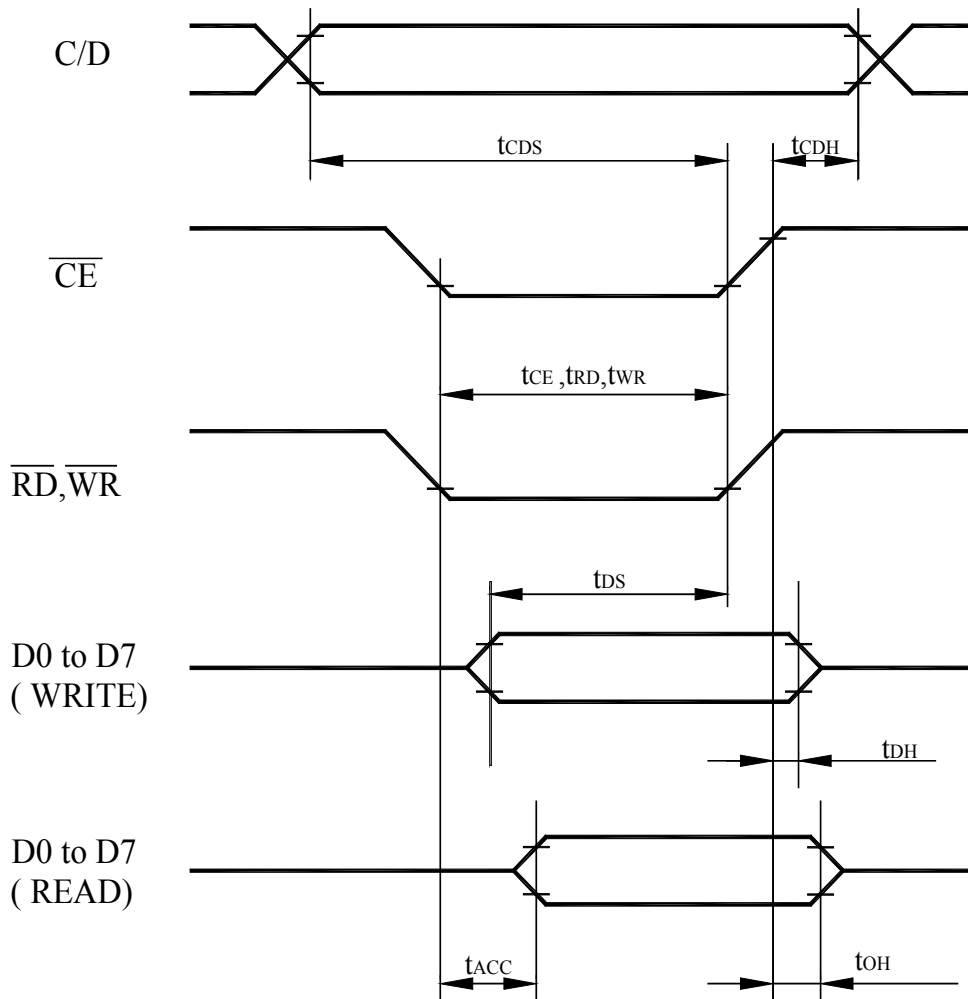 C/D
tCDS
tCDH
CE
tCE ,tRD,tWR
RD,WR
tDS
D0 to D7
( WRITE)
tDH
D0 to D7
( READ)
tACC
tOH